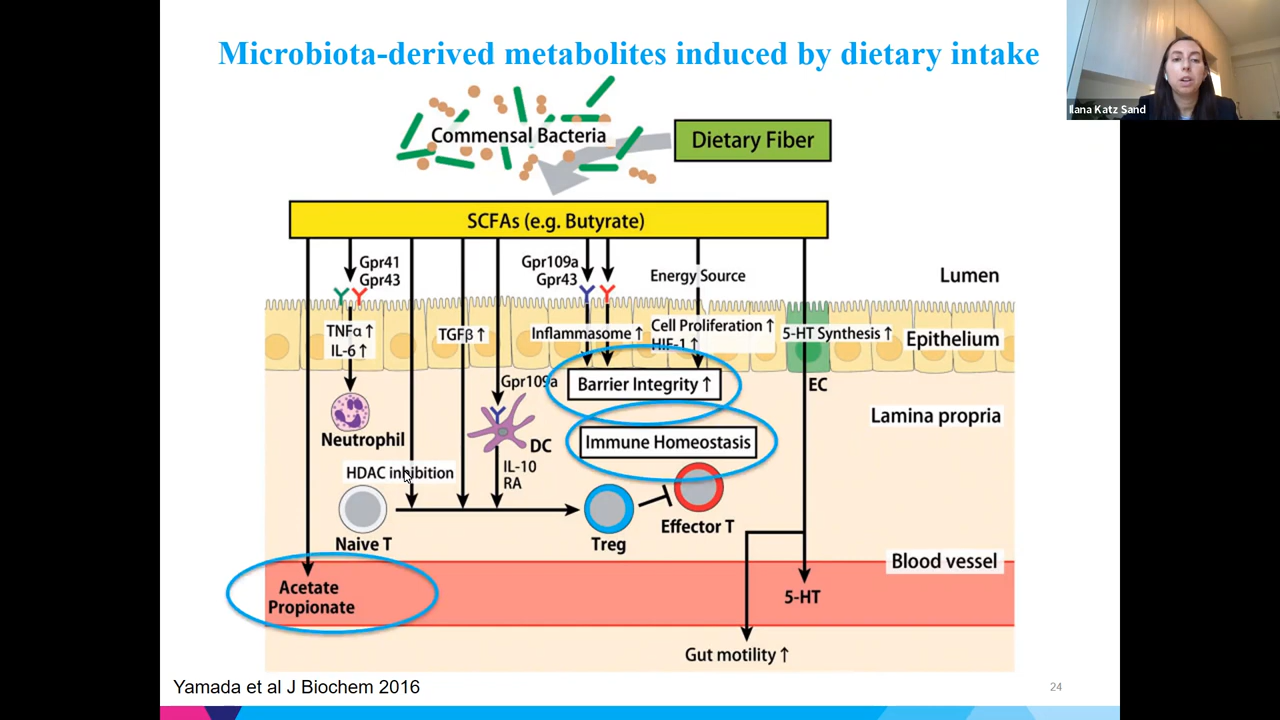 Microbiota-derived metabolites induced by dietary intake
Ilana Katz Sand
Commensal Bacteria
Dietary Fiber
SCFAs (e.g. Butyrate)
Gpr41
Gpr43
Gpr109a
Gpr43
Energy Source
Lumen
TNFα ↑
IL-6 ↑
TGFβ ↑
Inflammasome ↑
Cell Proliferation ↑
HIF-1 ↑
5-HT Synthesis ↑
Epithelium
Gpr109a
Barrier Integrity ↑
EC
Lamina propria
Neutrophil
DC
Immune Homeostasis
HDAC inhibition
IL-10
RA
Naive T
Treg
Effector T
Blood vessel
Acetate
Propionate
5-HT
Gut motility ↑
Yamada et al J Biochem 2016
24